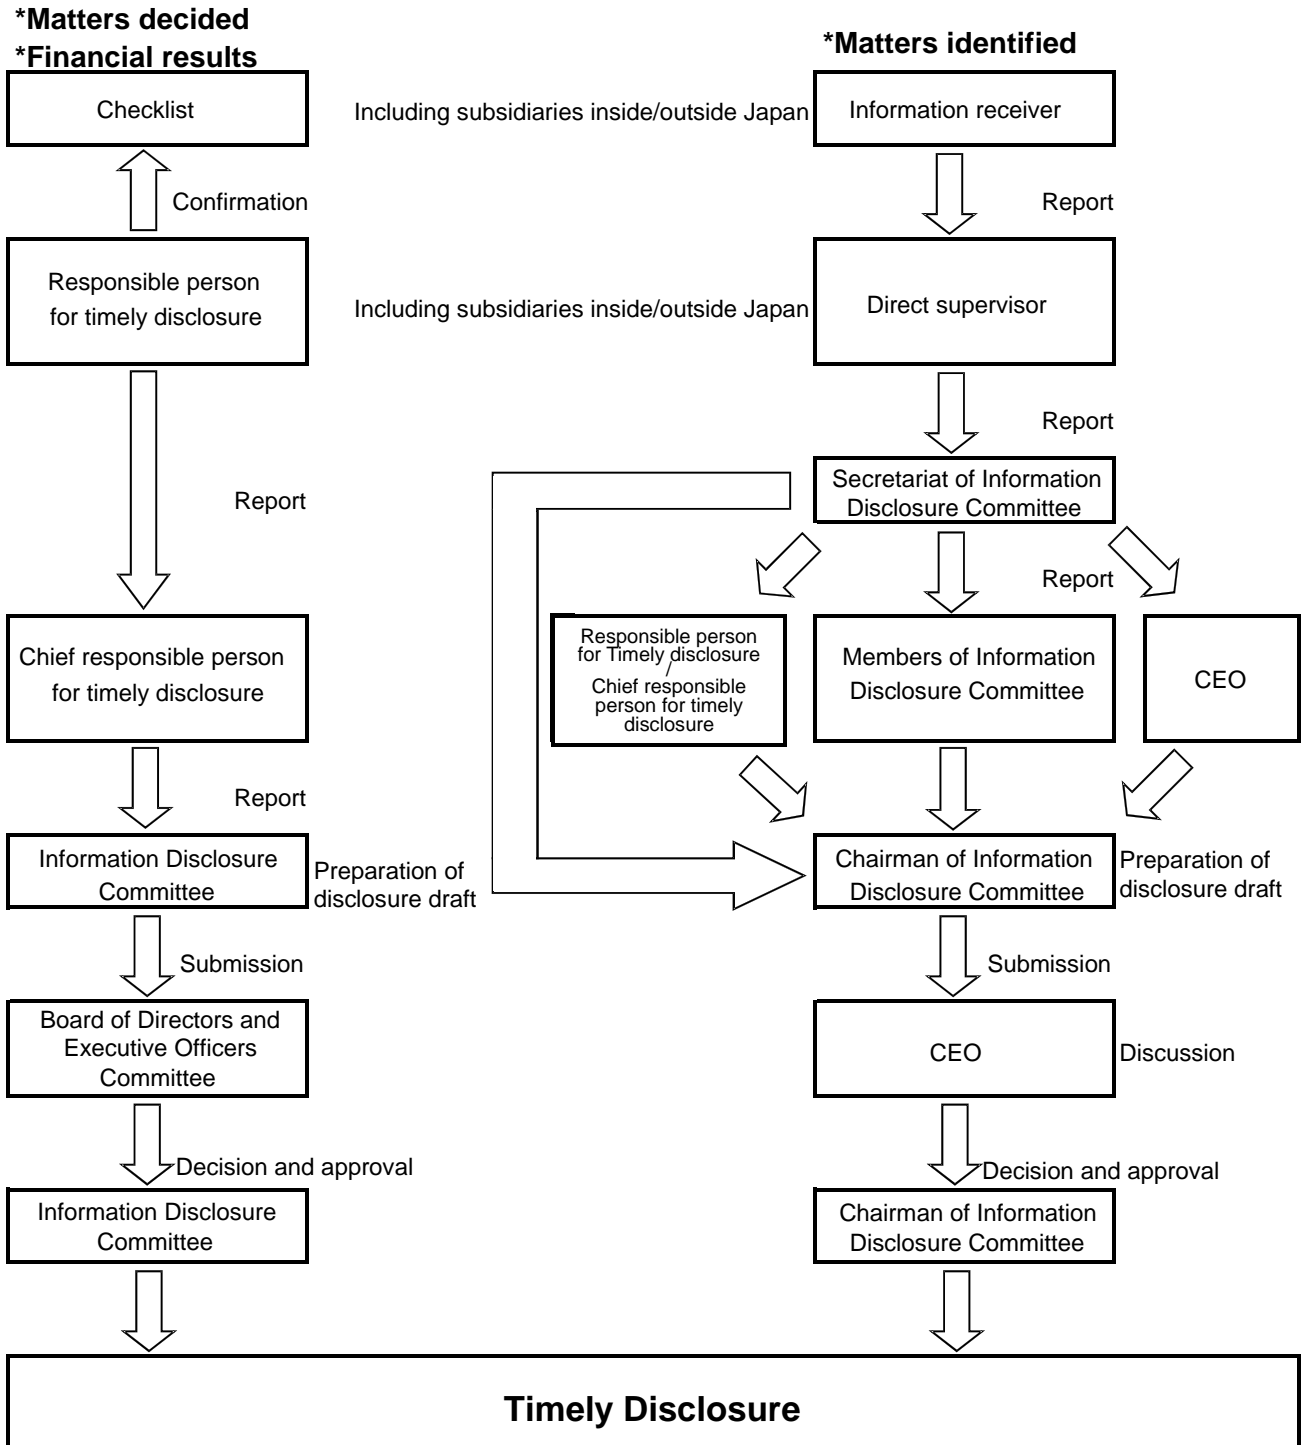 *Matters decided
*Financial results
*Matters identified
Checklist
Including subsidiaries inside/outside Japan
Information receiver
Confirmation
Report
Responsible person
for timely disclosure
Including subsidiaries inside/outside Japan
Direct supervisor
Report
Report
Secretariat of Information
Disclosure Committee
Report
Chief responsible person
for timely disclosure
Responsible person
for Timely disclosure
/
Chief responsible
person for timely
disclosure
Members of Information
Disclosure Committee
CEO
Report
Information Disclosure
Committee
Preparation of
disclosure draft
Chairman of Information
Disclosure Committee
Preparation of
disclosure draft
Submission
Submission
Board of Directors and
Executive Officers
Committee
CEO
Discussion
Decision and approval
Decision and approval
Information Disclosure
Committee
Chairman of Information
Disclosure Committee
Timely Disclosure